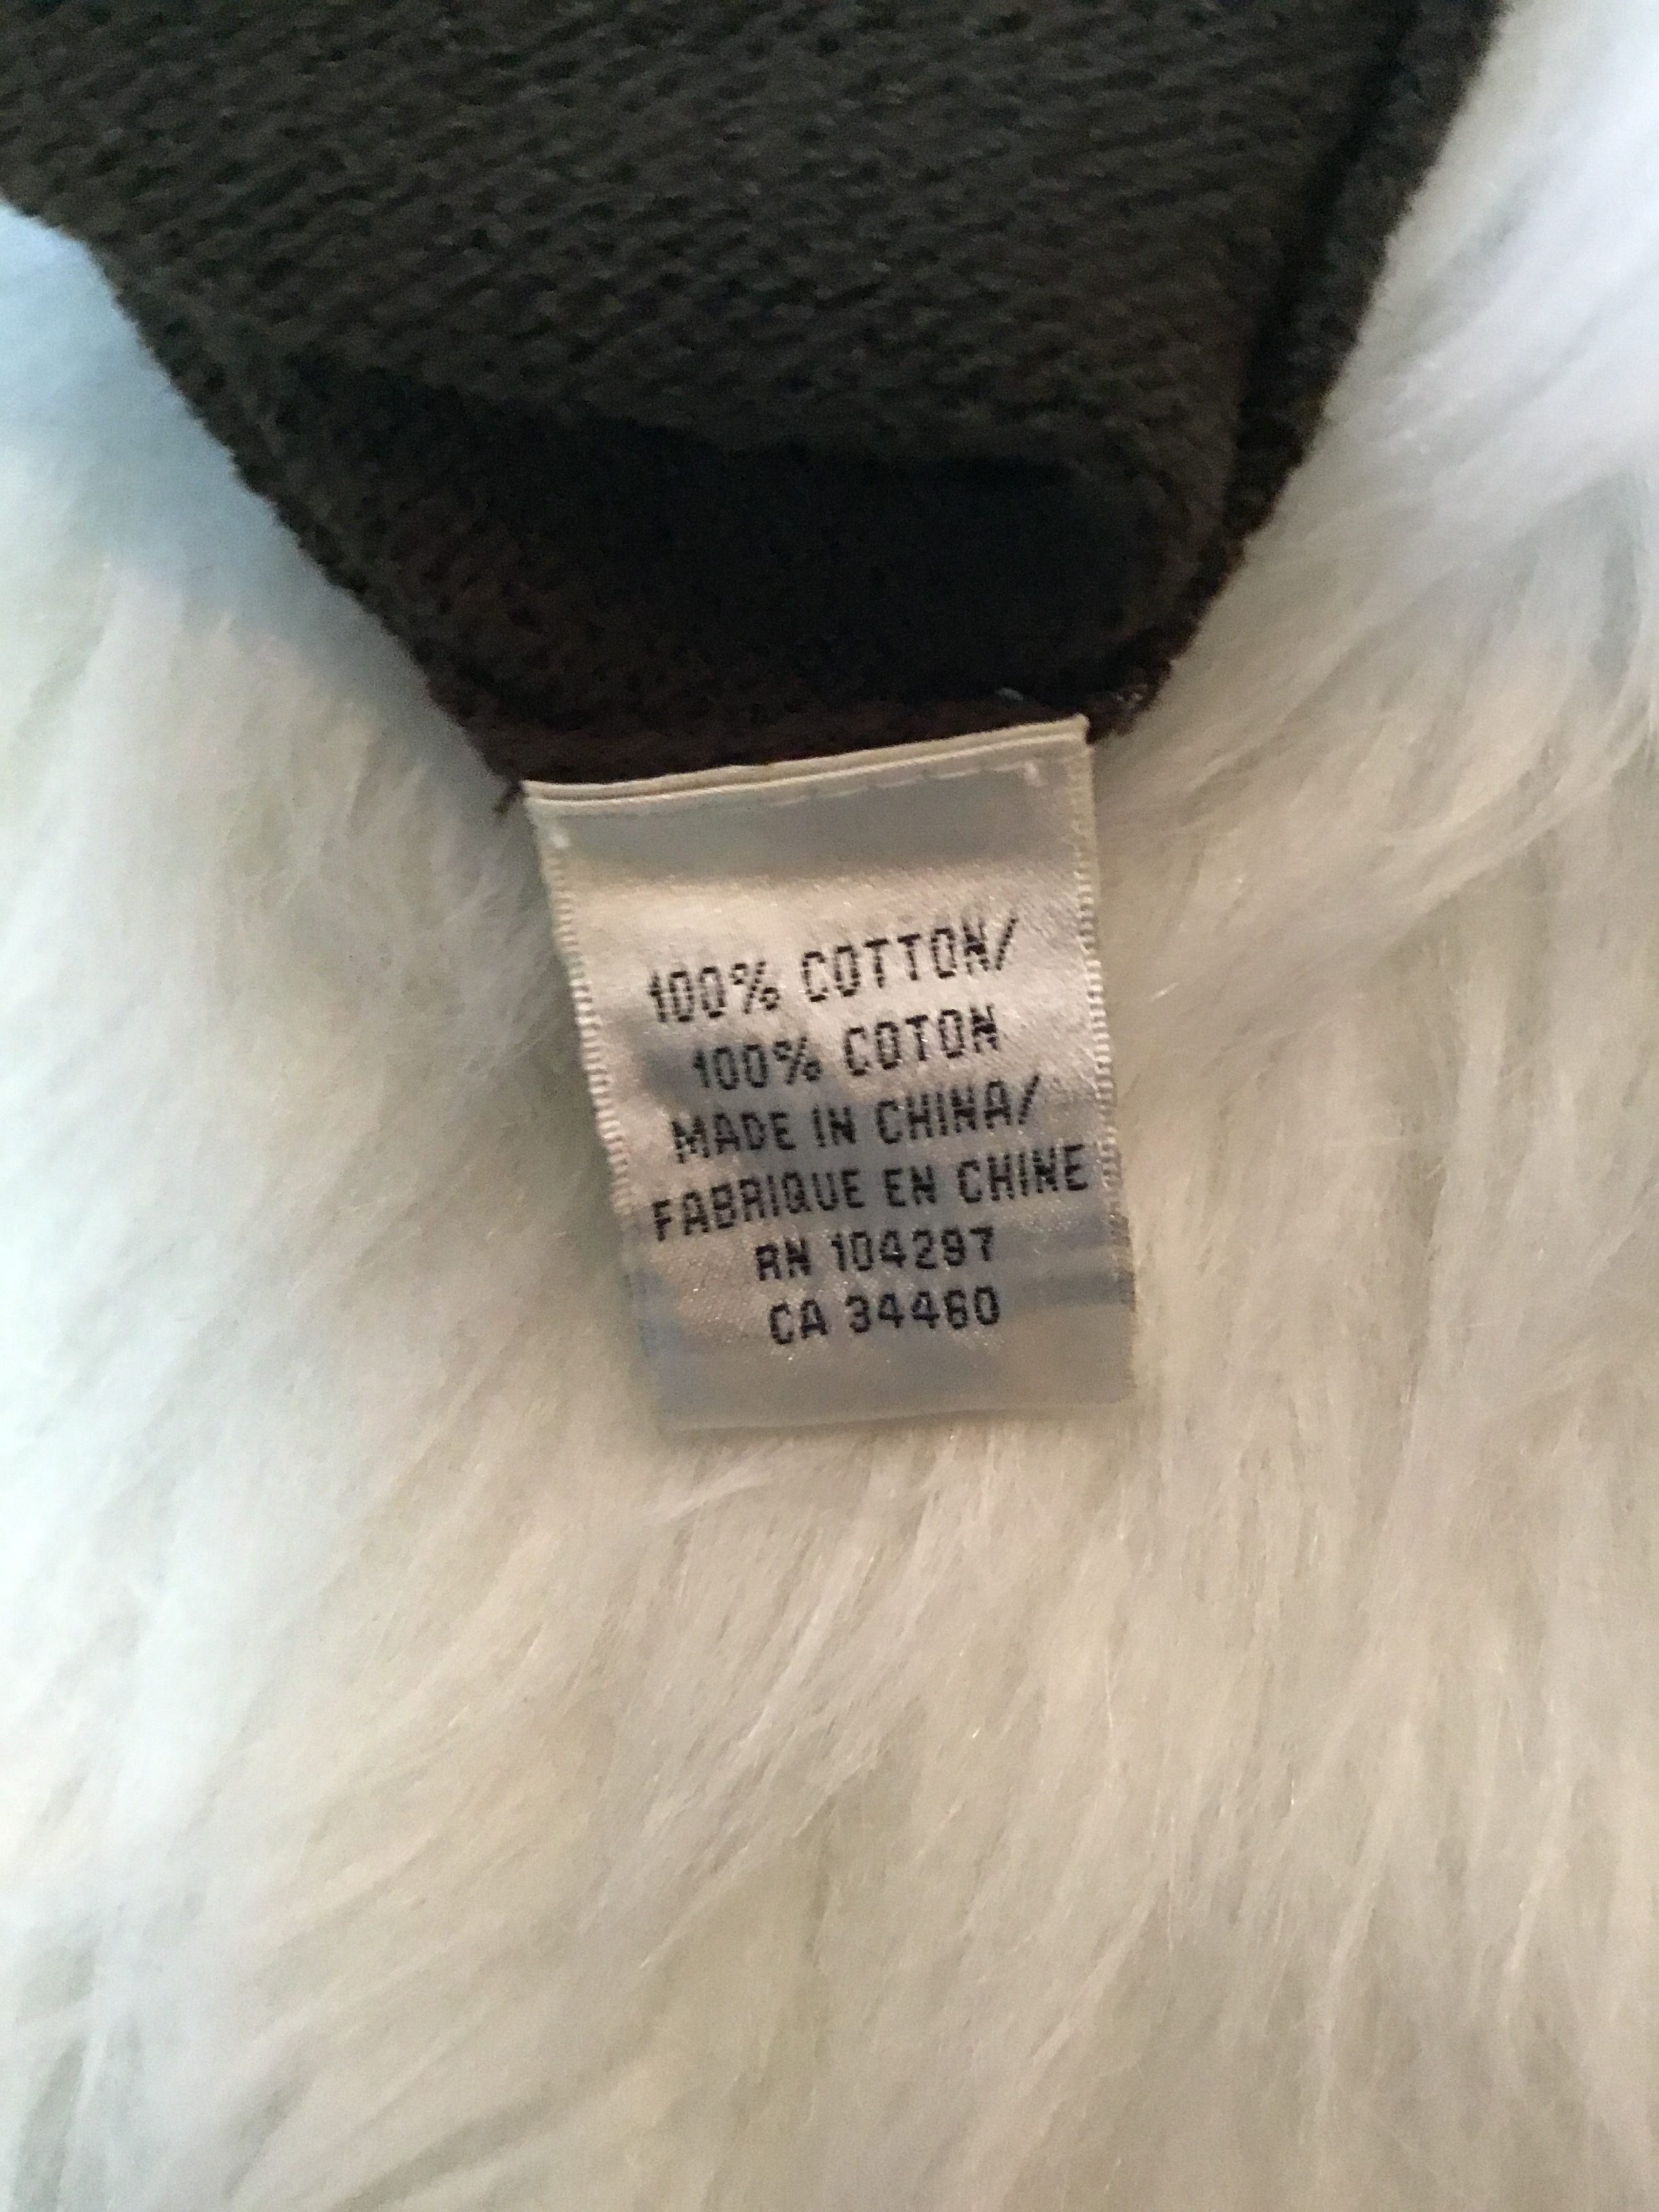 100% COTTON/
100% COTON
MADE IN CHINA/
FABRIQUE EN CHINE
RN 104297
CA 34460